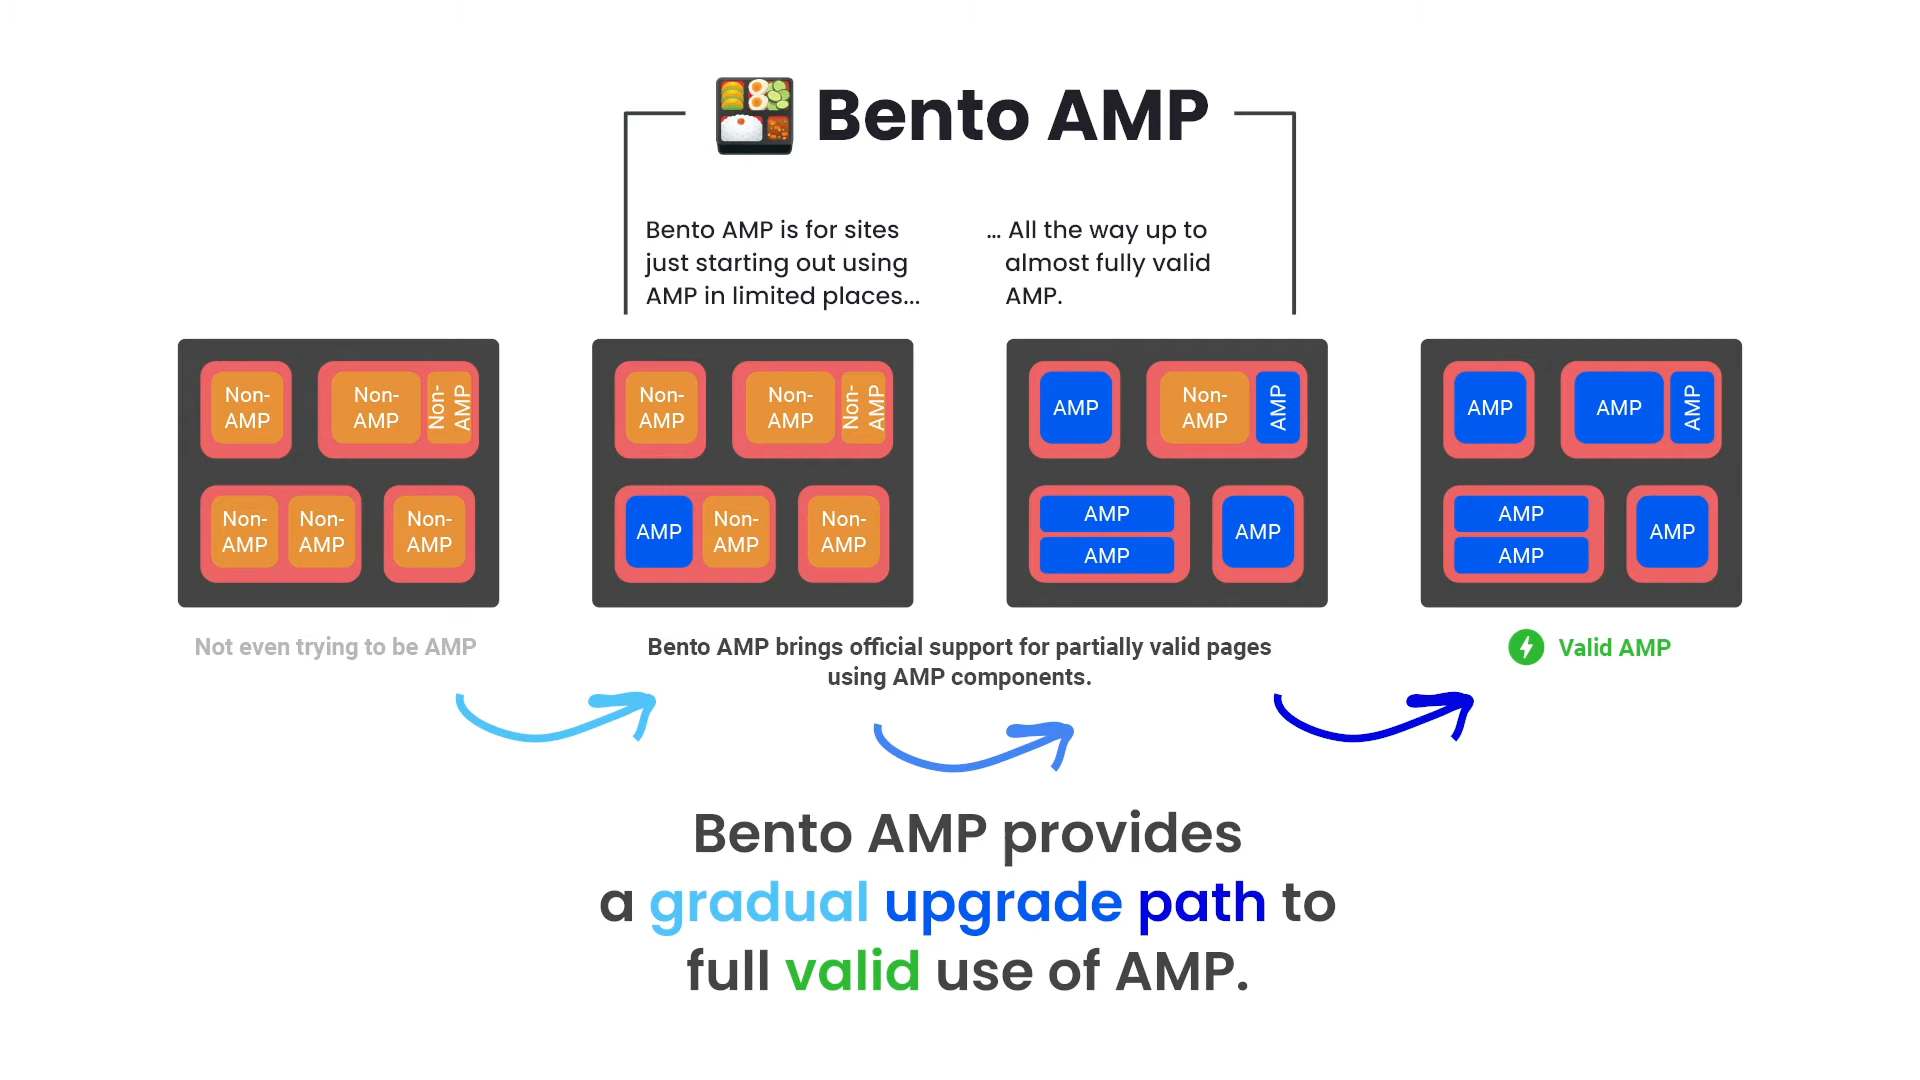 Bento AMP
Bento AMP is for sites
just starting out using
AMP in limited places...
... All the way up to
almost fully valid
AMP.
Non-
AMP
Non-
AMP
Non-
AMP
Non-
AMP
Non-
AMP
Non-
AMP
Not even trying to be AMP
Non-
AMP
Non-
AMP
Non-
AMP
AMP
Non-
AMP
Non-
AMP
AMP
Non-
AMP
AMP
AMP
AMP
AMP
Bento AMP brings official support for partially valid pages
using AMP components.
AMP
AMP
AMP
AMP
AMP
AMP
Valid AMP
Bento AMP provides
a gradual upgrade path to
full valid use of AMP.